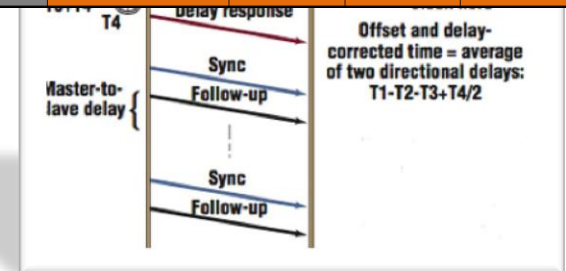 T4
Delay response
Offset and delay-
corrected time = average
of two directional delays:
T1-T2-T3+T4/2
Sync
Follow-up
Master-to-
lave delay
Sync
Follow-up